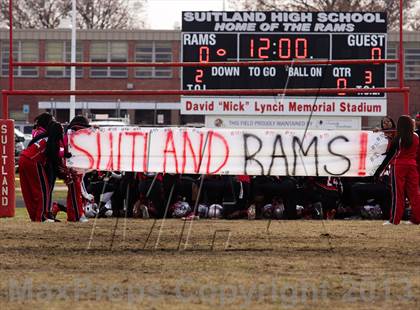 SUITLAND HIGH SCHOOL
HOME OF THE RAMS
RAMS 12:00 GUEST
0 0
DOWN TO GO BALL ON QTR
2 3
T.O.L. T.O.L.
David "Nick" Lynch Memorial Stadium
THIS FIELD PROUDLY MAINTAINED
SUITLAND RAMS!
SUITLAND
MaxPreps Copyright 2013